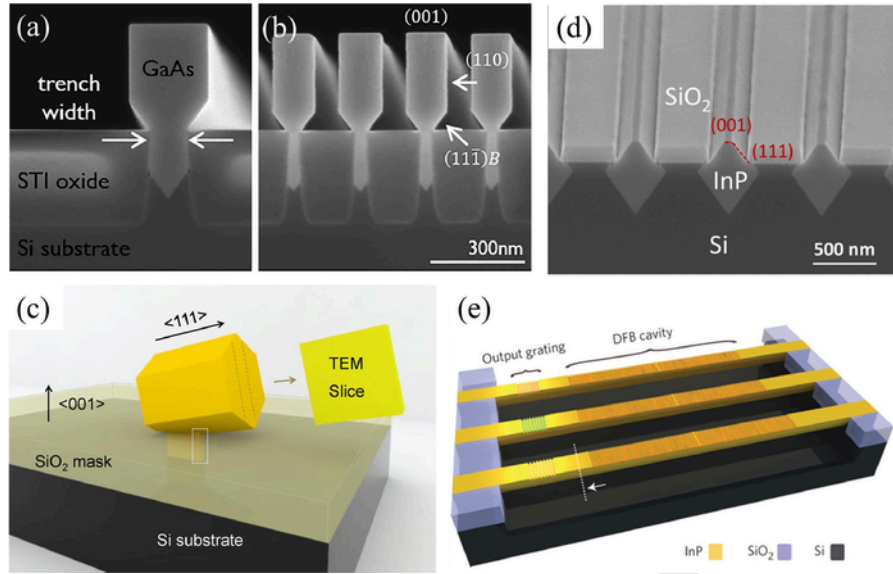 (a)
GaAs
trench
width
STI oxide
Si substrate
(b)
(001)
(110)
(111̅)B
300nm
(d)
SiO₂
(001)
(111)
InP
Si
500 nm
(c)
<111>
TEM
Slice
<001>
SiO₂ mask
Si substrate
(e)
Output grating
DFB cavity
InP
SiO₂
Si